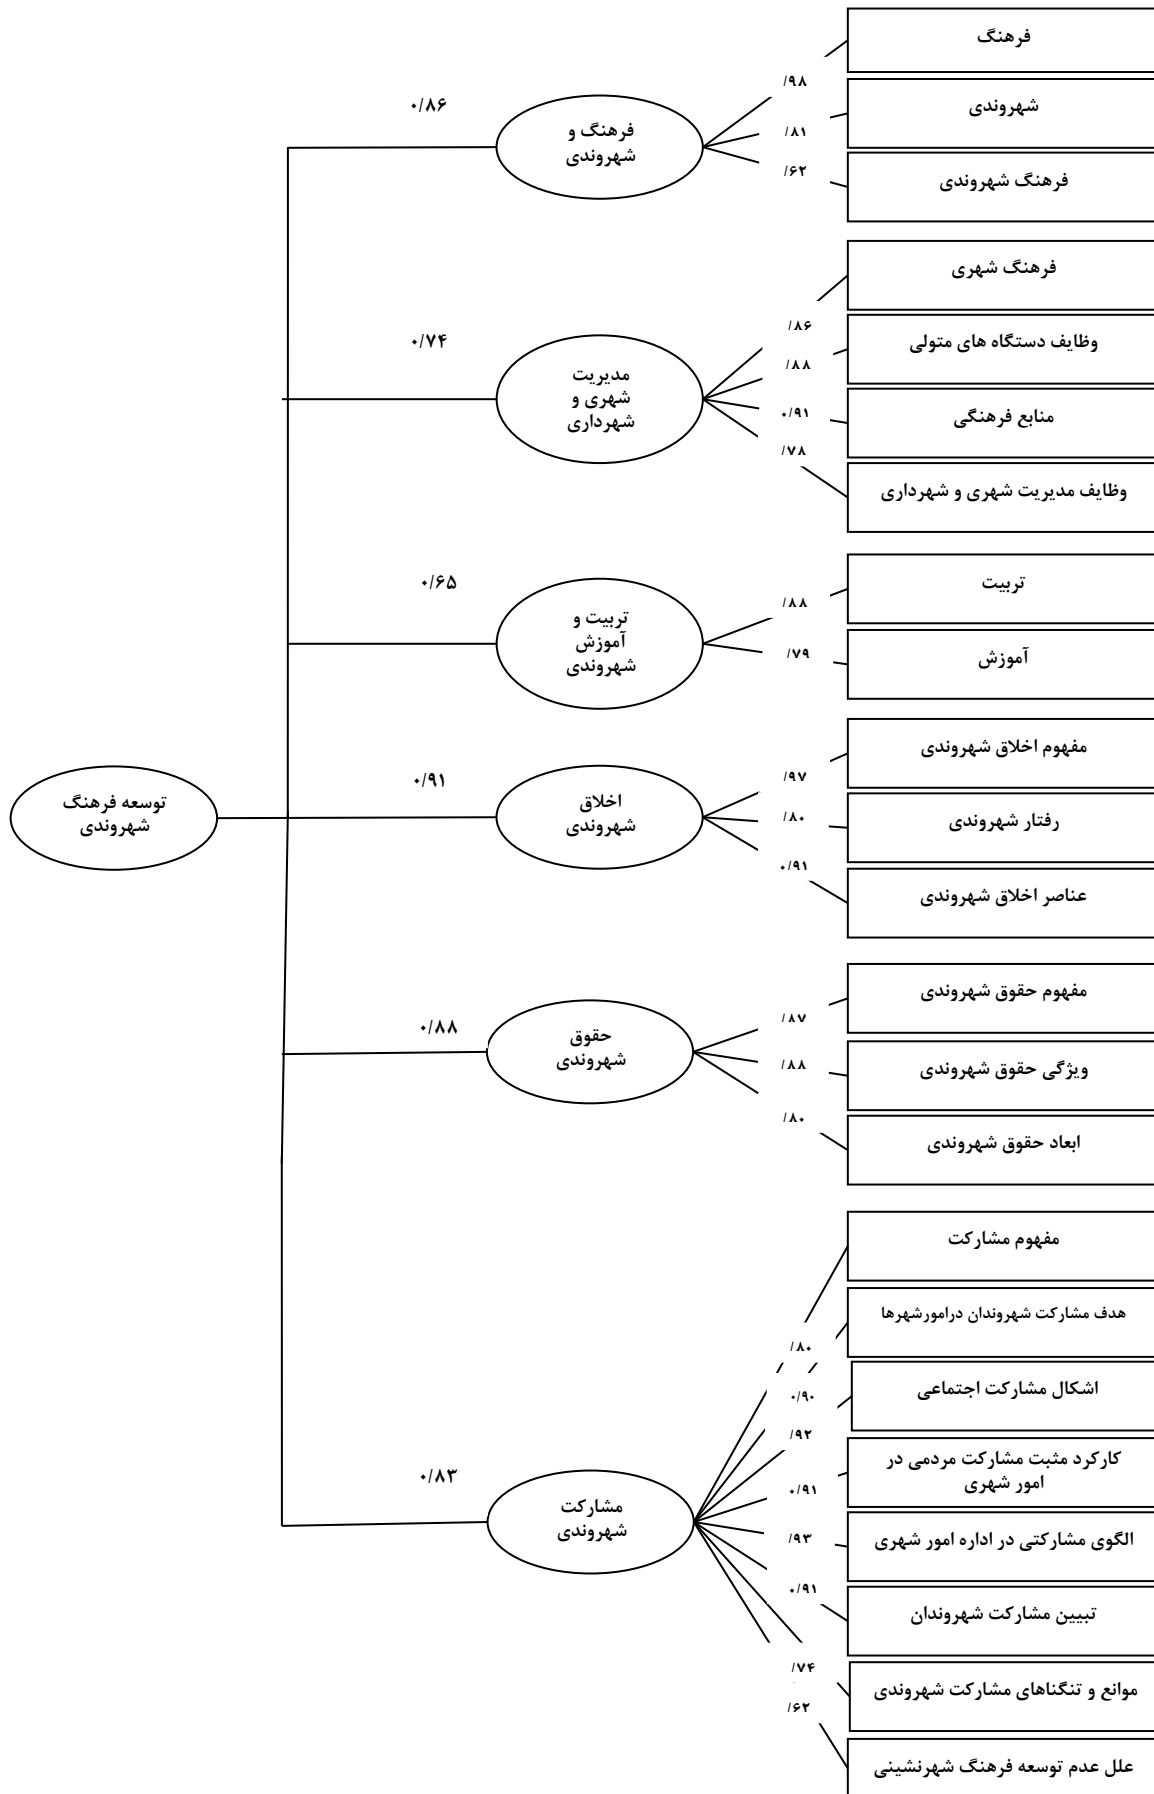 فرهنگ
/۹۸
۰/۸۶
شهروندی
فرهنگ و
شهروندی
/۸۱
/۶۲
فرهنگ شهروندی
فرهنگ شهری
/۸۶
۰/۷۴
وظایف دستگاه های متولی
/۸۸
مدیریت
شهری و
شهرداری
۰/۹۱
منابع فرهنگی
/۷۸
وظایف مدیریت شهری و شهرداری
تربیت
۰/۶۵
/۸۸
تربیت و
آموزش
شهروندی
/۷۹
آموزش
مفهوم اخلاق شهروندی
/۹۷
۰/۹۱
توسعه فرهنگ
شهروندی
اخلاق
شهروندی
/۸۰
رفتار شهروندی
۰/۹۱
عناصر اخلاق شهروندی
مفهوم حقوق شهروندی
/۸۷
۰/۸۸
حقوق
شهروندی
/۸۸
ویژگی حقوق شهروندی
/۸۰
ابعاد حقوق شهروندی
مفهوم مشارکت
هدف مشارکت شهروندان درامورشهرها
/۸۰
اشکال مشارکت اجتماعی
۰/۹۰
/۹۲
کارکرد مثبت مشارکت مردمی در
امور شهری
۰/۸۳
۰/۹۱
مشارکت
شهروندی
/۹۳
الگوی مشارکتی در اداره امور شهری
۰/۹۱
تبیین مشارکت شهروندان
/۷۴
موانع و تنگناهای مشارکت شهروندی
/۶۲
علل عدم توسعه فرهنگ شهرنشینی